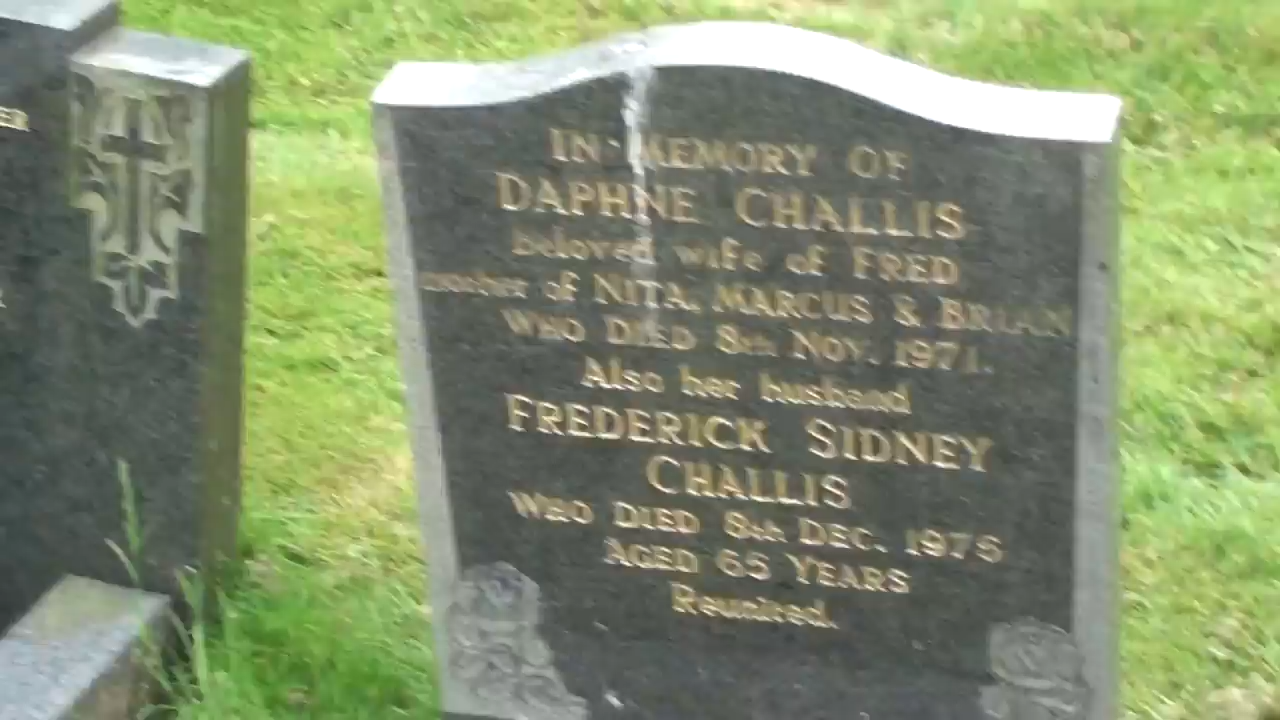 ER
IN MEMORY OF
DAPHNE CHALLIS
beloved wife of FRED
mother of NITA, MARCUS & BRIAN
WHO DIED 8th NOV. 1971.
Also her husband
FREDERICK SIDNEY
CHALLIS
WHO DIED 8th DEC. 1975
AGED 65 YEARS
Reunited.